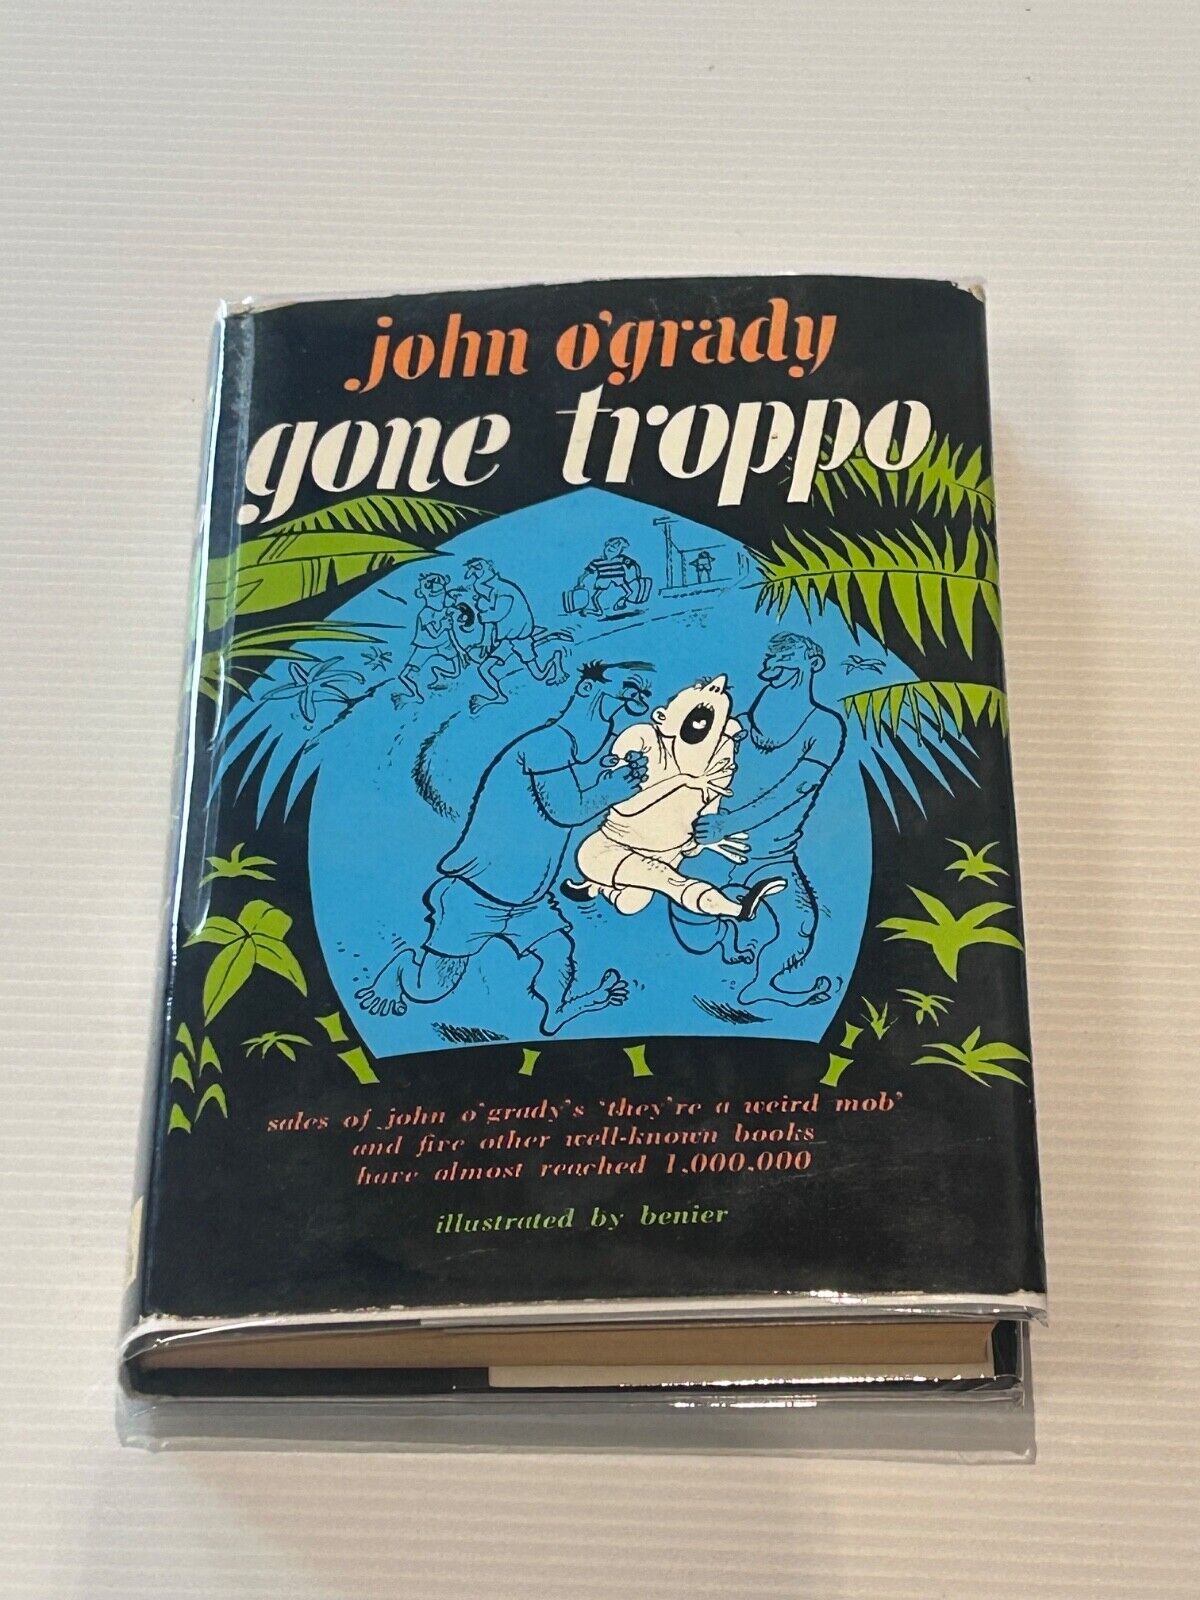 john o'grady
gone troppo
sales of john o'grady's 'they're a weird mob'
and five other well-known books
have almost reached 1,000,000
illustrated by benier